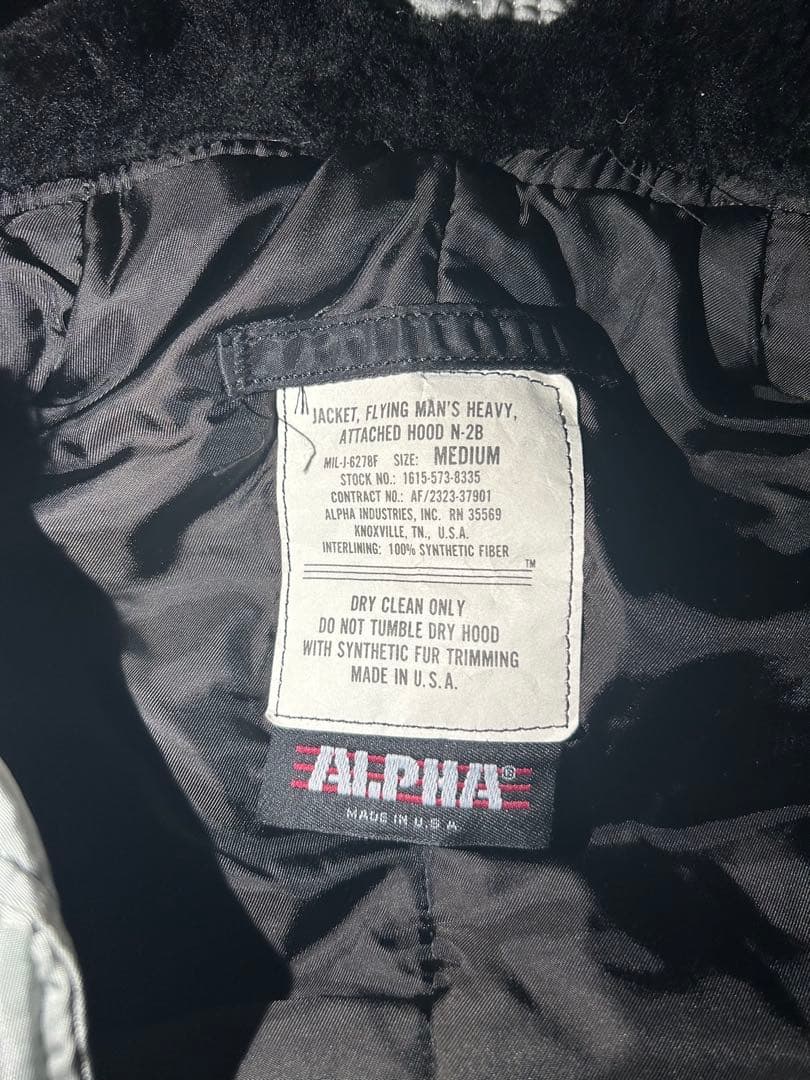 JACKET, FLYING MAN'S HEAVY,
ATTACHED HOOD N-2B
MIL-J-6278F SIZE: MEDIUM
STOCK NO.: 1615-573-8335
CONTRACT NO.: AF/2323-37901
ALPHA INDUSTRIES, INC. RN 35569
KNOXVILLE, TN., U.S.A.
INTERLINING: 100% SYNTHETIC FIBER
TM
DRY CLEAN ONLY
DO NOT TUMBLE DRY HOOD
WITH SYNTHETIC FUR TRIMMING
MADE IN U.S.A.
ALPHA®
MADE IN U.S.A